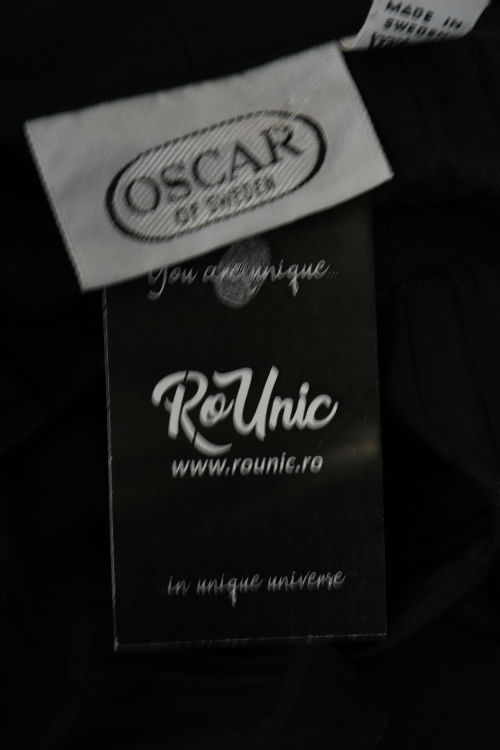 MADE IN
SWEDEN
OSCAR
OF SWEDEN
You are unique...
RoUnic
www.rounic.ro
in unique universe